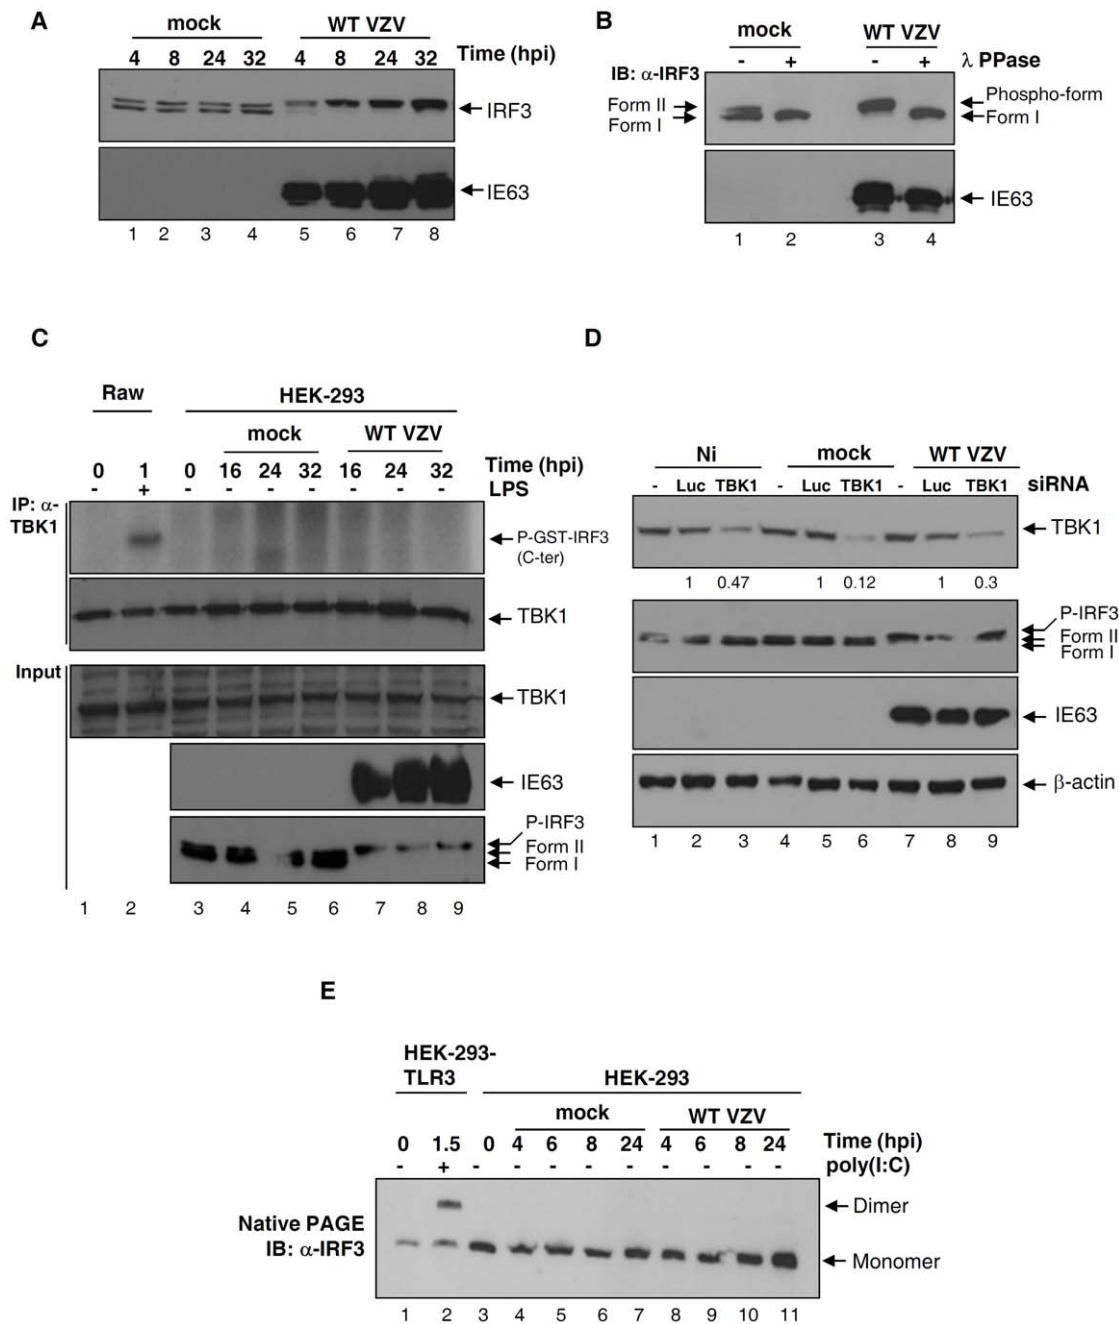 A
mock WT VZV
4 8 24 32 4 8 24 32 Time (hpi)
IRF3
IE63
1 2 3 4 5 6 7 8
B
mock WT VZV
IB: α-IRF3 - + - + λ PPase
Form II Phospho-form
Form I Form I
IE63
1 2 3 4
C
Raw HEK-293
mock WT VZV
0 1 0 16 24 32 16 24 32 Time (hpi)
- + - - - - - - - LPS
IP: α-
TBK1
P-GST-IRF3
(C-ter)
TBK1
Input
TBK1
IE63
P-IRF3
Form II
Form I
1 2 3 4 5 6 7 8 9
D
Ni mock WT VZV
- Luc TBK1 - Luc TBK1 - Luc TBK1 siRNA
TBK1
1 0.47 1 0.12 1 0.3
P-IRF3
Form II
Form I
IE63
β-actin
1 2 3 4 5 6 7 8 9
E
HEK-293-
TLR3 HEK-293
mock WT VZV
0 1.5 0 4 6 8 24 4 6 8 24 Time (hpi)
- + - - - - - - - - - poly(I:C)
Dimer
Native PAGE
IB: α-IRF3
Monomer
1 2 3 4 5 6 7 8 9 10 11